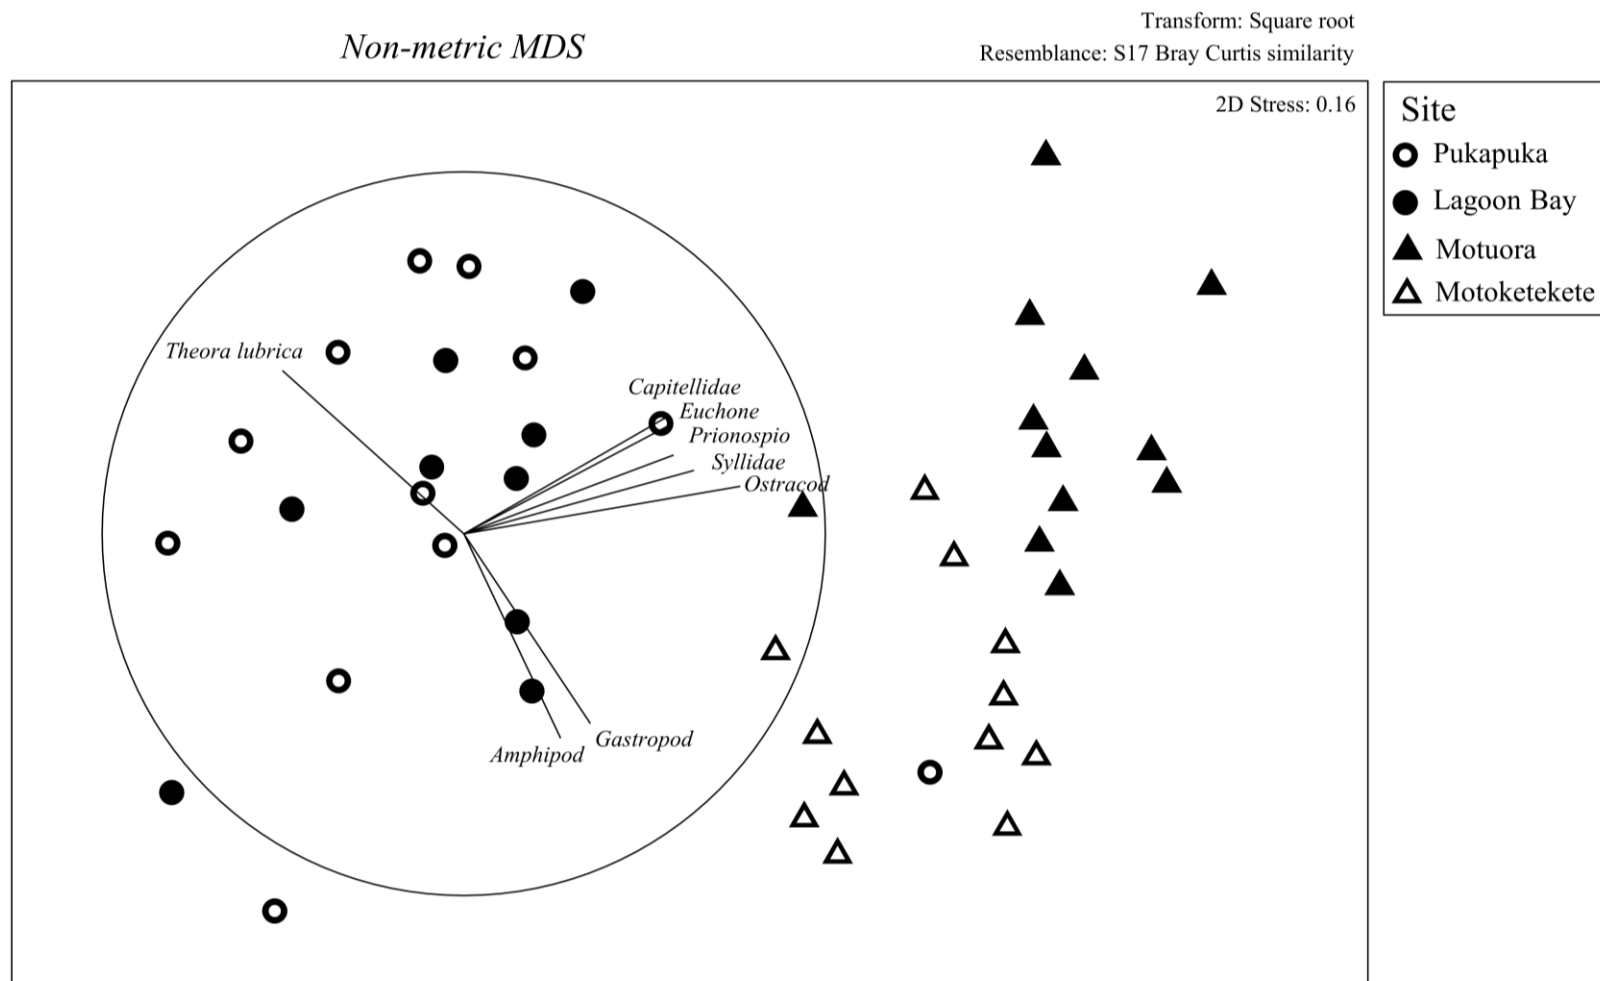 Non-metric MDS
Transform: Square root
Resemblance: S17 Bray Curtis similarity
2D Stress: 0.16
Site
Pukapuka
Lagoon Bay
Motuora
Motoketekete
Theora lubrica
Capitellidae
Euchone
Prionospio
Syllidae
Ostracod
Gastropod
Amphipod